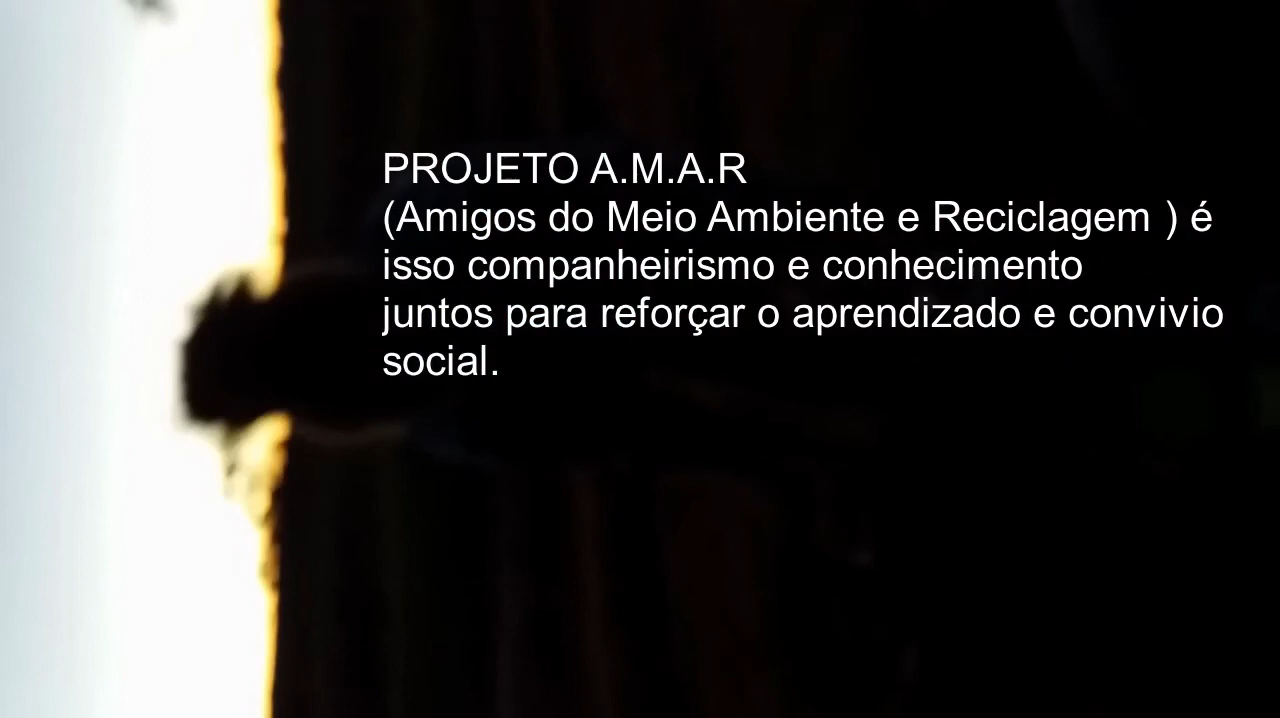 PROJETO A.M.A.R
(Amigos do Meio Ambiente e Reciclagem ) é
isso companheirismo e conhecimento
juntos para reforçar o aprendizado e convivio
social.